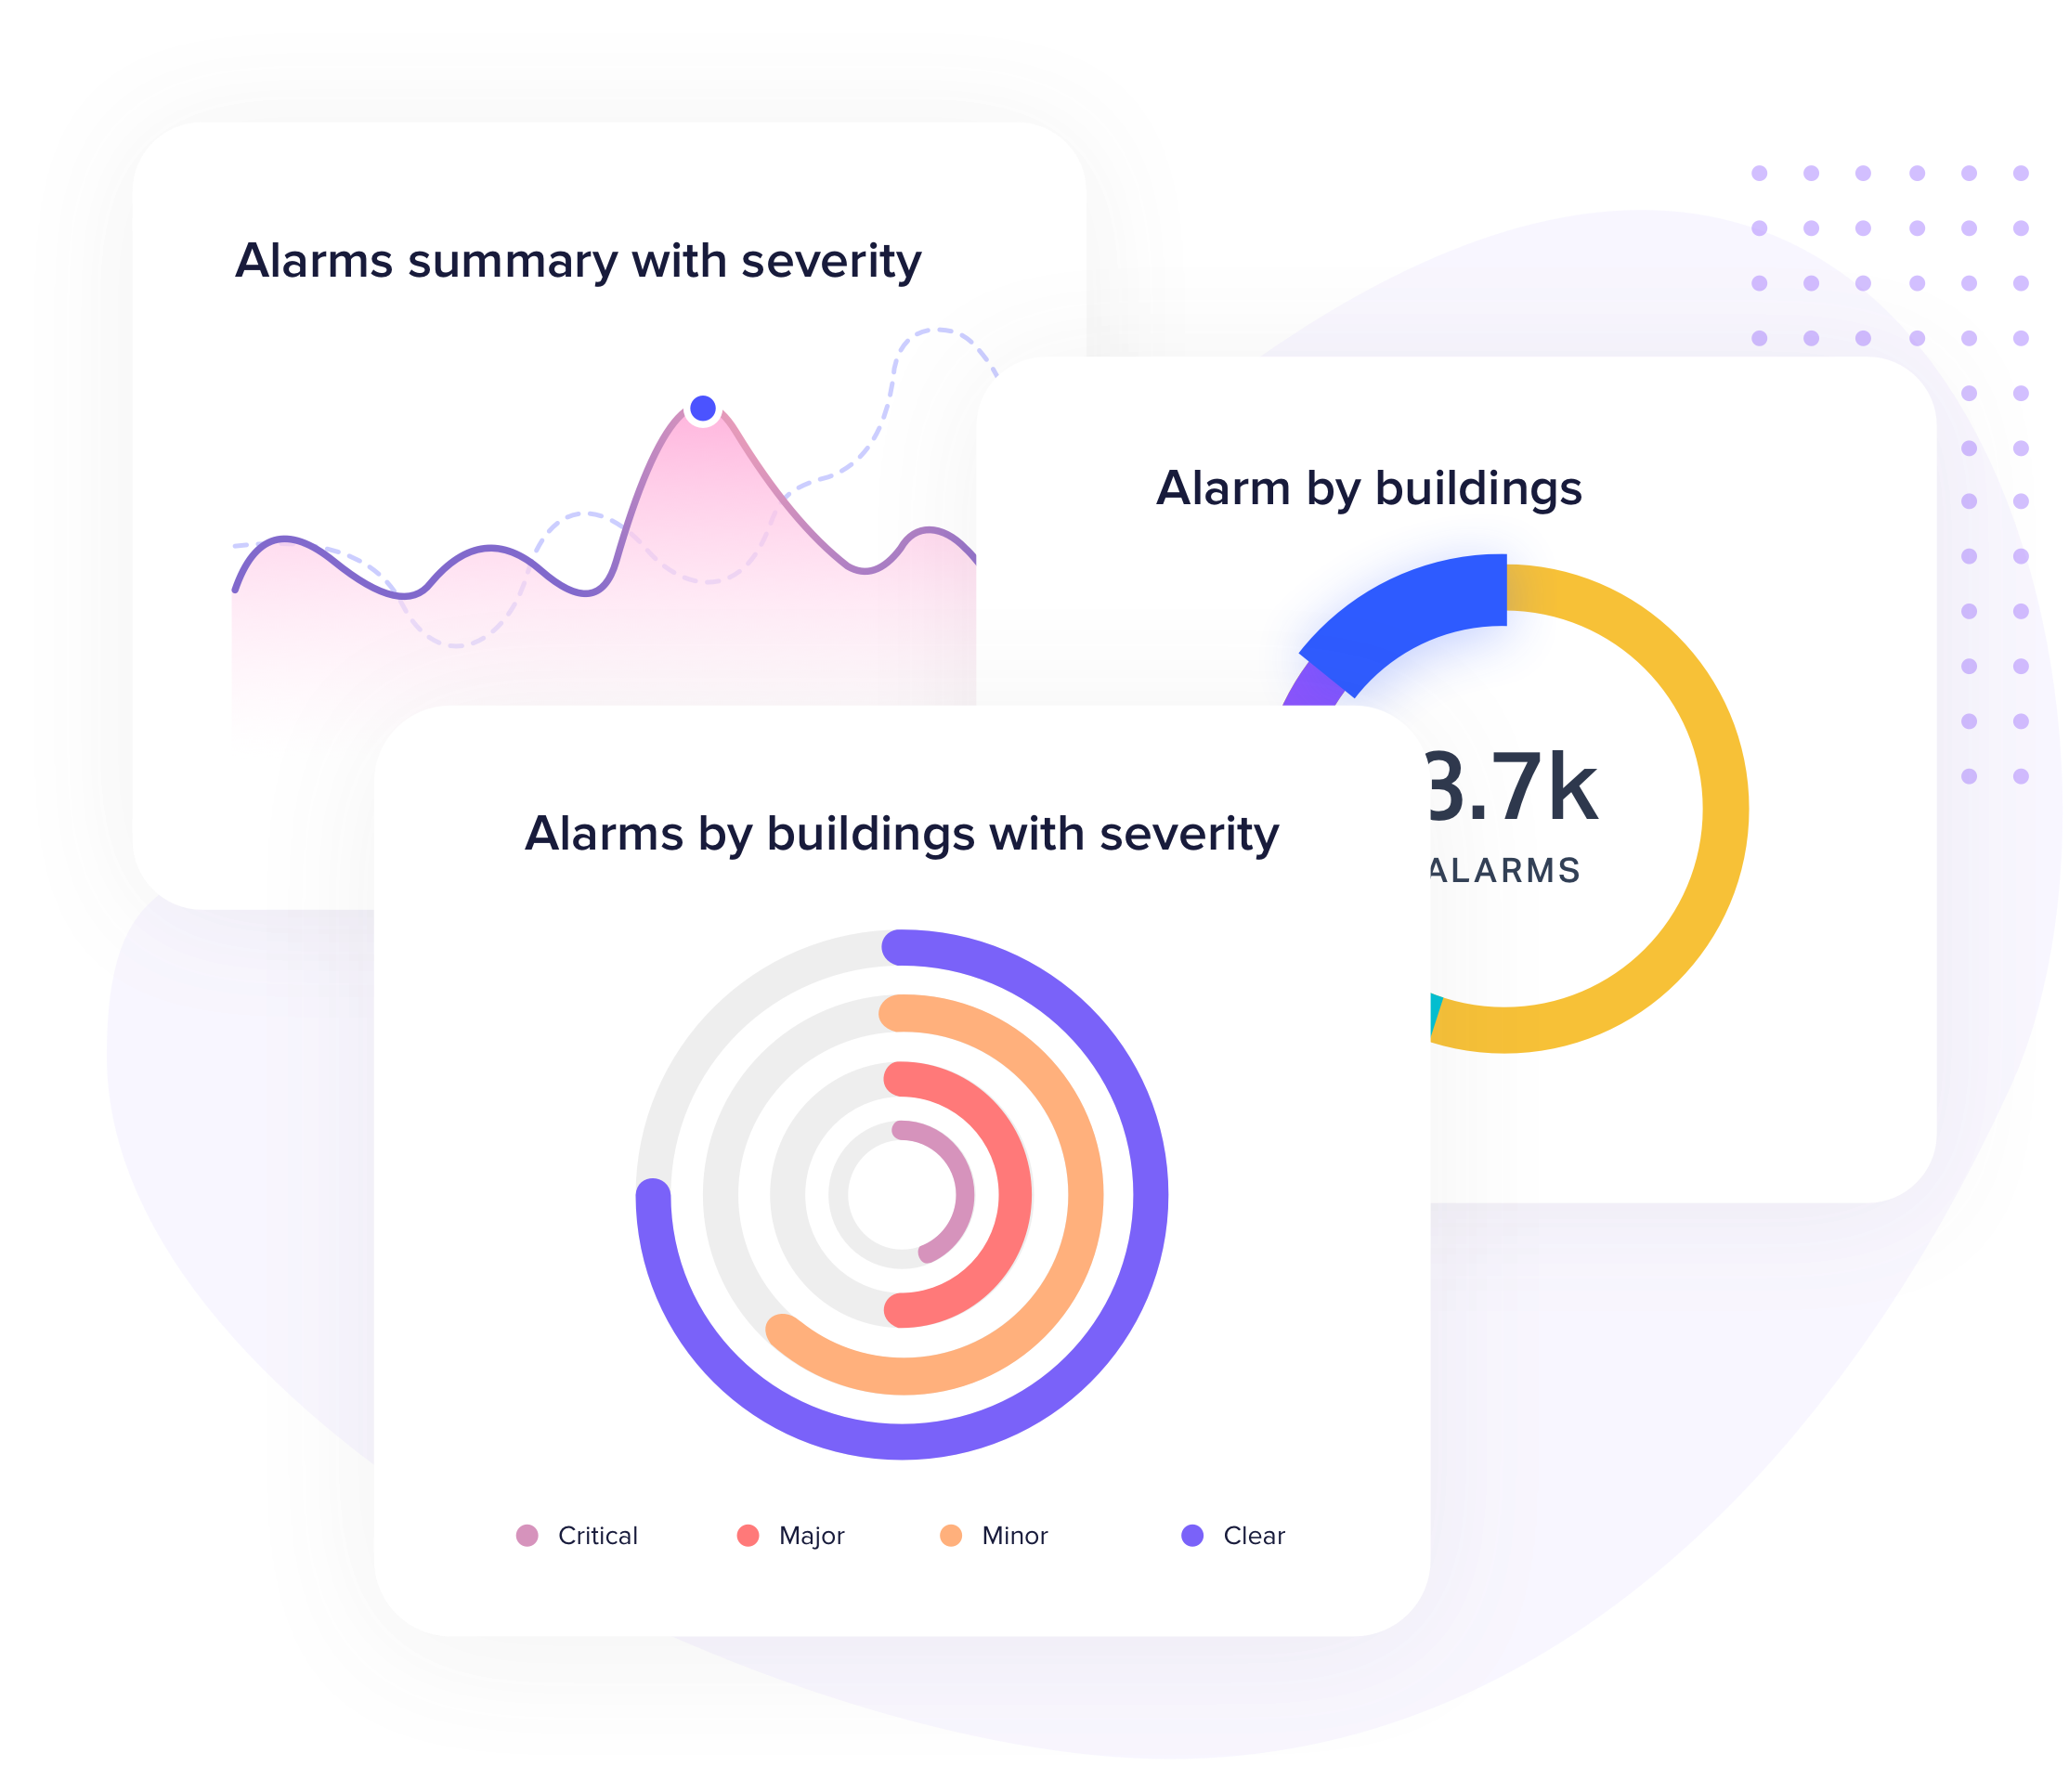 Alarms summary with severity
Alarm by buildings
3.7k
ALARMS
Alarms by buildings with severity
Critical
Major
Minor
Clear